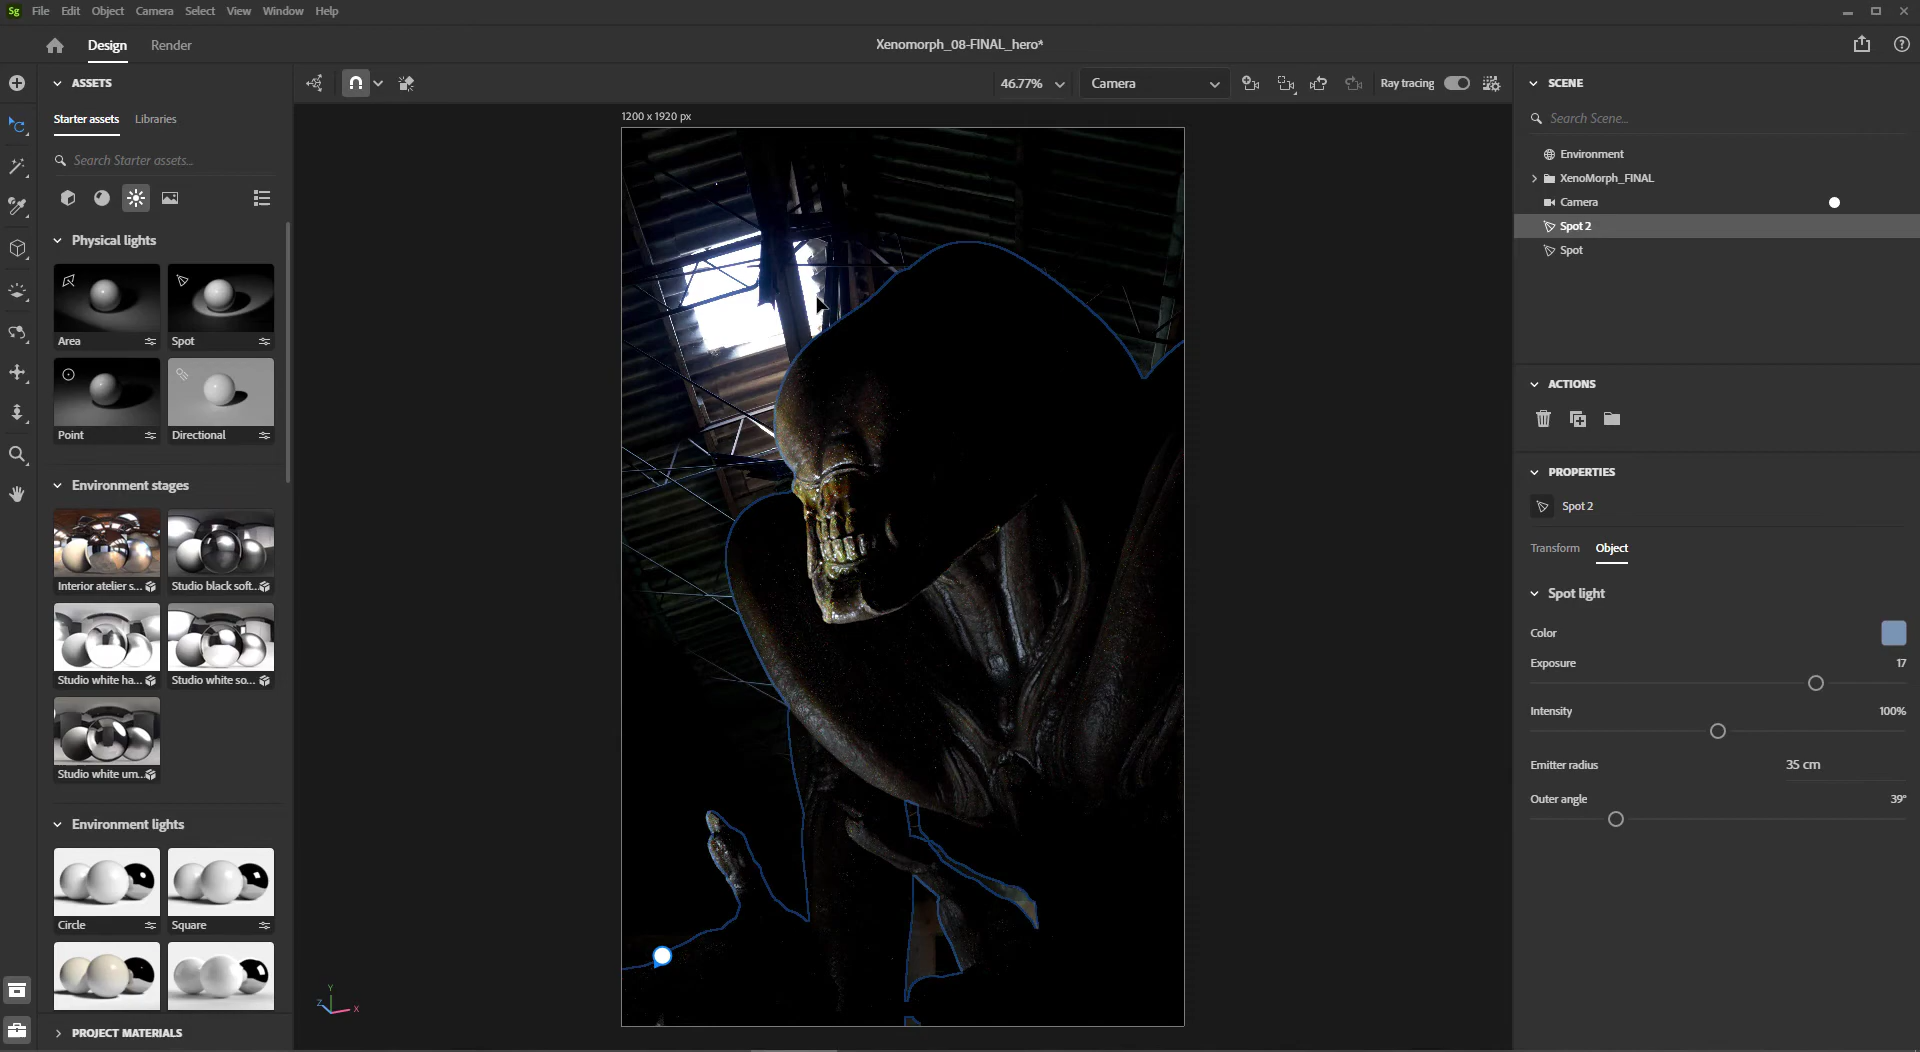 Sg File Edit Object Camera Select View Window Help
Design Render Xenomorph_08-FINAL_hero*
ASSETS
Starter assets Libraries
Search Starter assets...
Physical lights
Area Spot
Point Directional
Environment stages
Interior atelier s... Studio black soft...
Studio white ha... Studio white so...
Studio white um...
Environment lights
Circle Square
PROJECT MATERIALS
46.77% Camera Ray tracing
1200 x 1920 px
Y
Z X
SCENE
Search Scene...
Environment
XenoMorph_FINAL
Camera
Spot 2
Spot
ACTIONS
PROPERTIES
Spot 2
Transform Object
Spot light
Color
Exposure 17
Intensity 100%
Emitter radius 35 cm
Outer angle 39°